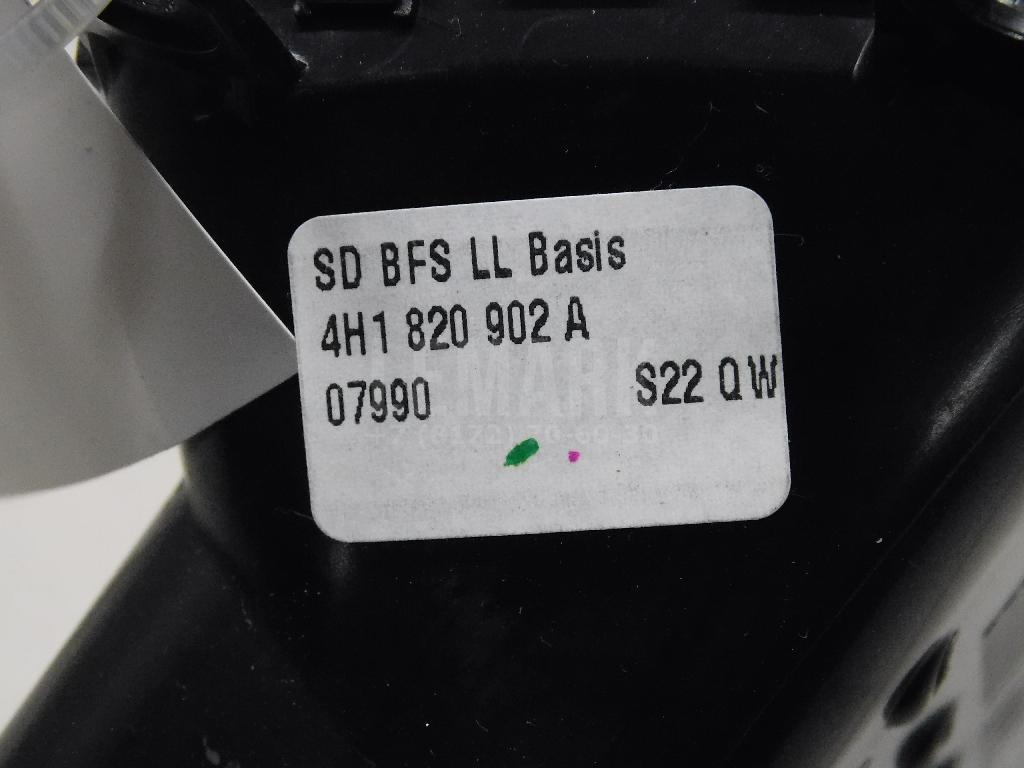 SD BFS LL Basis
4H1 820 902 A
07990 S22 QW